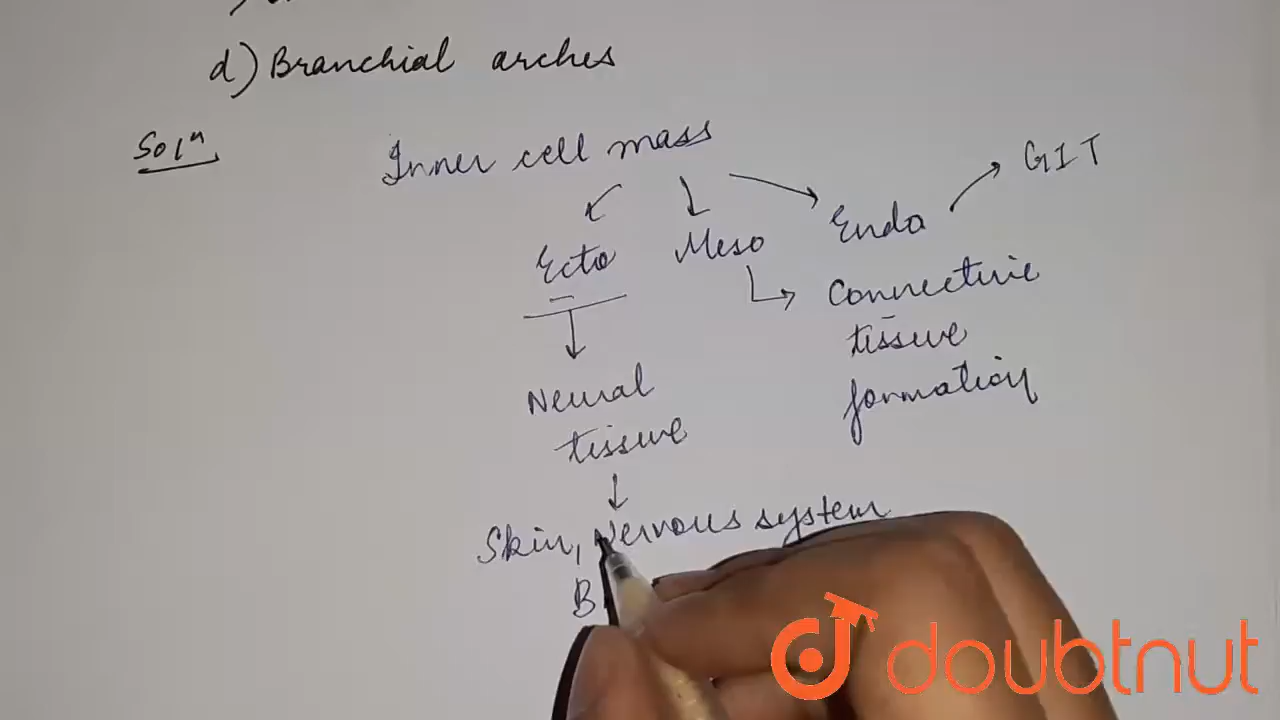 d) Branchial arches
Solⁿ
Inner cell mass
Ecto
Meso
Endo
GIT
Connective
tissue
formation
Neural
tissue
Skin, Nervous system
B
doubtnut